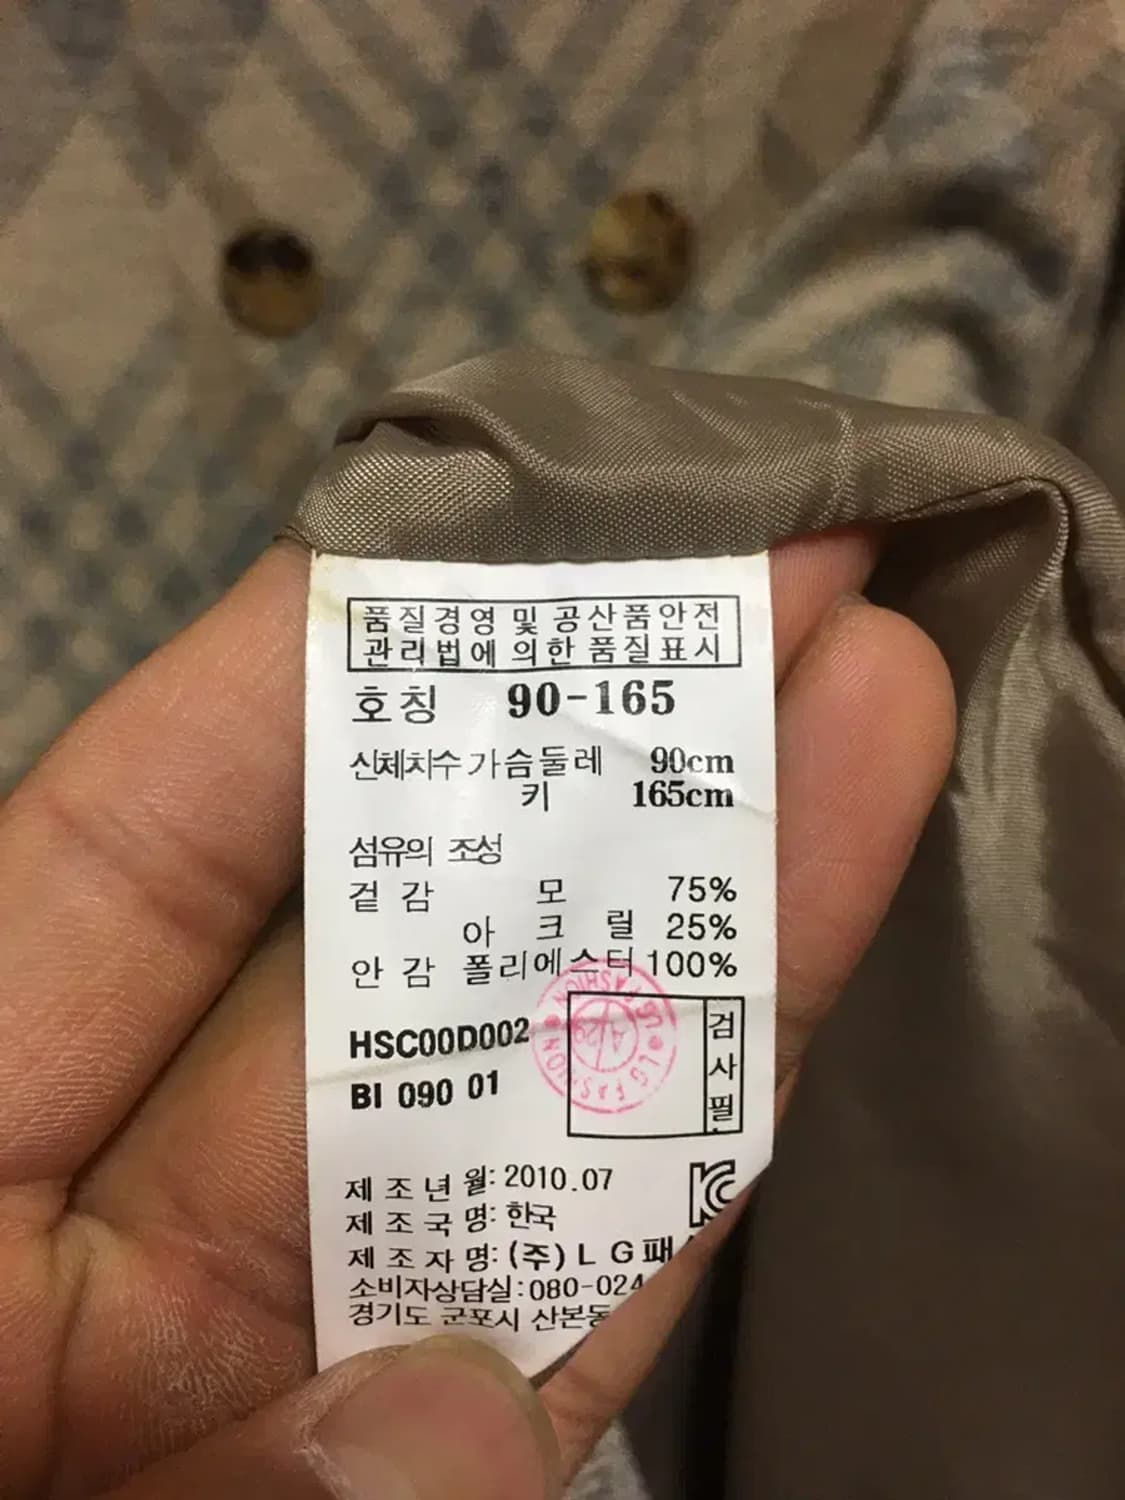 품질경영 및 공산품안전
관리법에 의한 품질표시
호칭 90-165
신체치수 가슴둘레 90cm
키 165cm
섬유의 조성
겉감 모 75%
아크릴 25%
안감 폴리에스터 100%
HSC00D002
BI 090 01
검사필
LG FASHION
제조년월: 2010.07
제조국명: 한국
제조자명: (주) L G 패
소비자상담실: 080-024
경기도 군포시 산본동